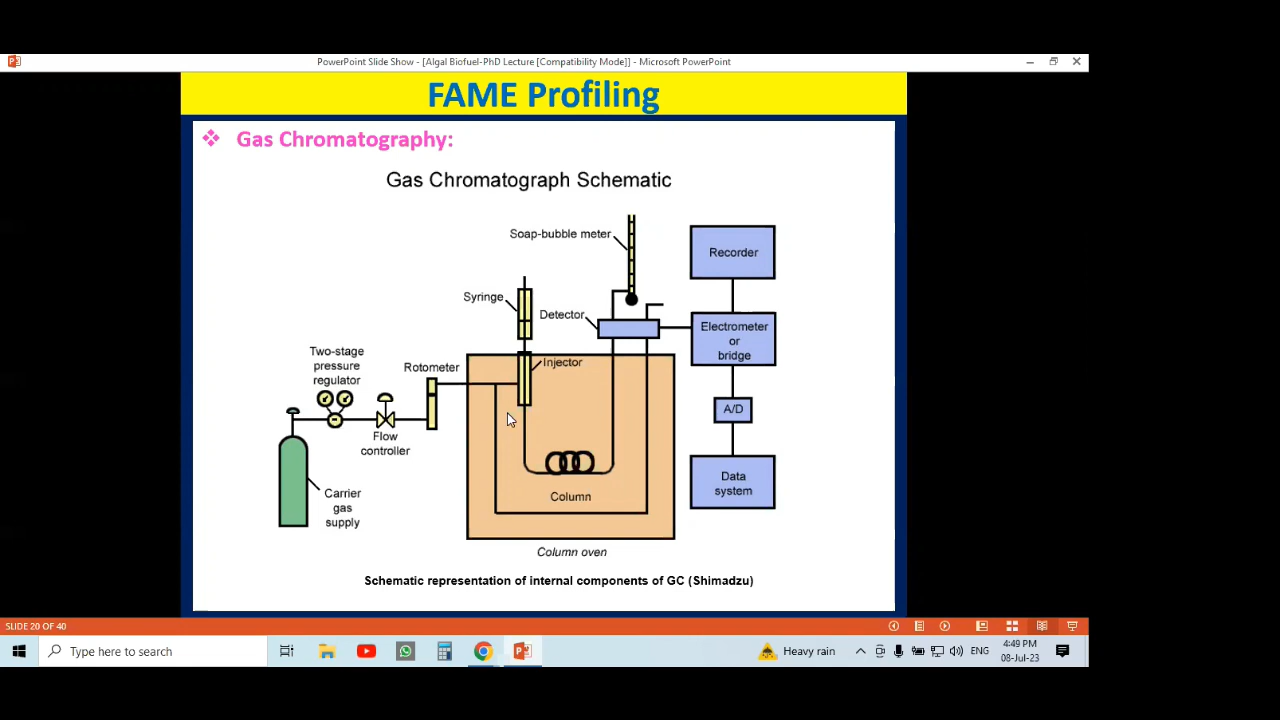 PowerPoint Slide Show - [Algal Biofuel-PhD Lecture [Compatibility Mode]] - Microsoft PowerPoint
FAME Profiling
Gas Chromatography:
Gas Chromatograph Schematic
Soap-bubble meter
Recorder
Syringe
Detector
Electrometer
or
bridge
Two-stage
pressure
regulator
Rotometer
Injector
A/D
Flow
controller
Data
system
Carrier
gas
supply
Column
Column oven
Schematic representation of internal components of GC (Shimadzu)
SLIDE 20 OF 40
Type here to search
Heavy rain
ENG
4:49 PM
08-Jul-23